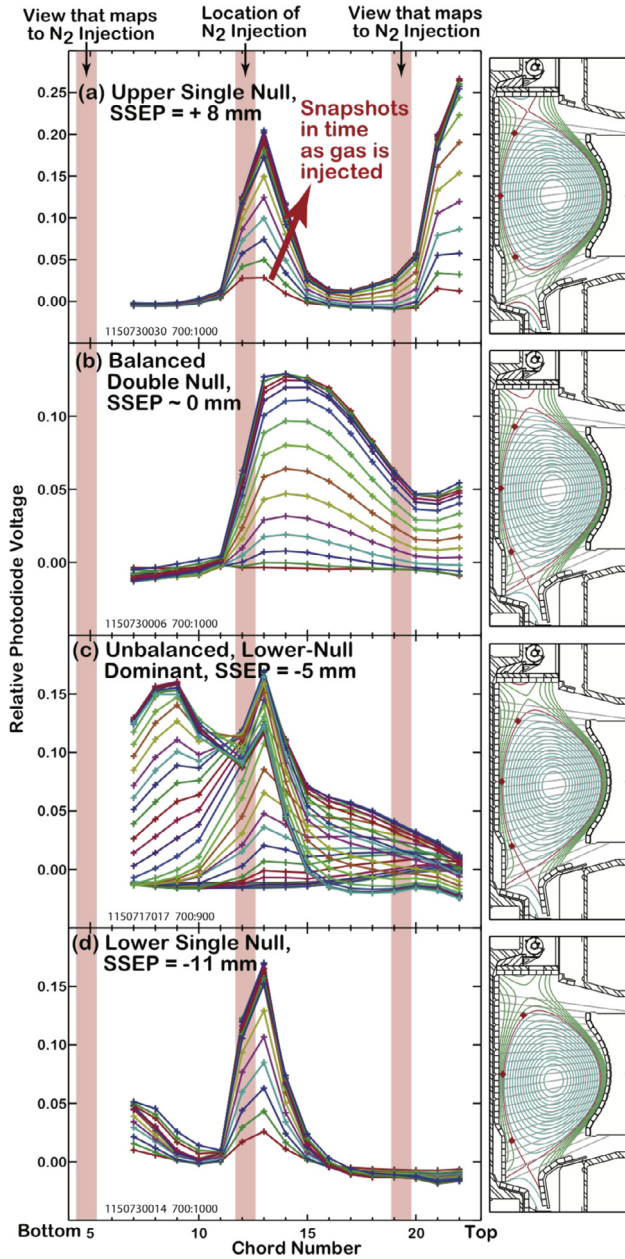 View that maps to N₂ Injection
Location of N₂ Injection
View that maps to N₂ Injection
(a) Upper Single Null,
SSEP = + 8 mm
Snapshots
in time
as gas is
injected
0.25
0.20
0.15
0.10
0.05
0.00
1150730030 700:1000
(b) Balanced
Double Null,
SSEP ~ 0 mm
0.10
0.05
0.00
1150730006 700:1000
(c) Unbalanced, Lower-Null
Dominant, SSEP = -5 mm
0.15
0.10
0.05
0.00
1150717017 700:900
(d) Lower Single Null,
SSEP = -11 mm
0.15
0.10
0.05
0.00
1150730014 700:1000
Relative Photodiode Voltage
Bottom 5 10 15 20 Top
Chord Number